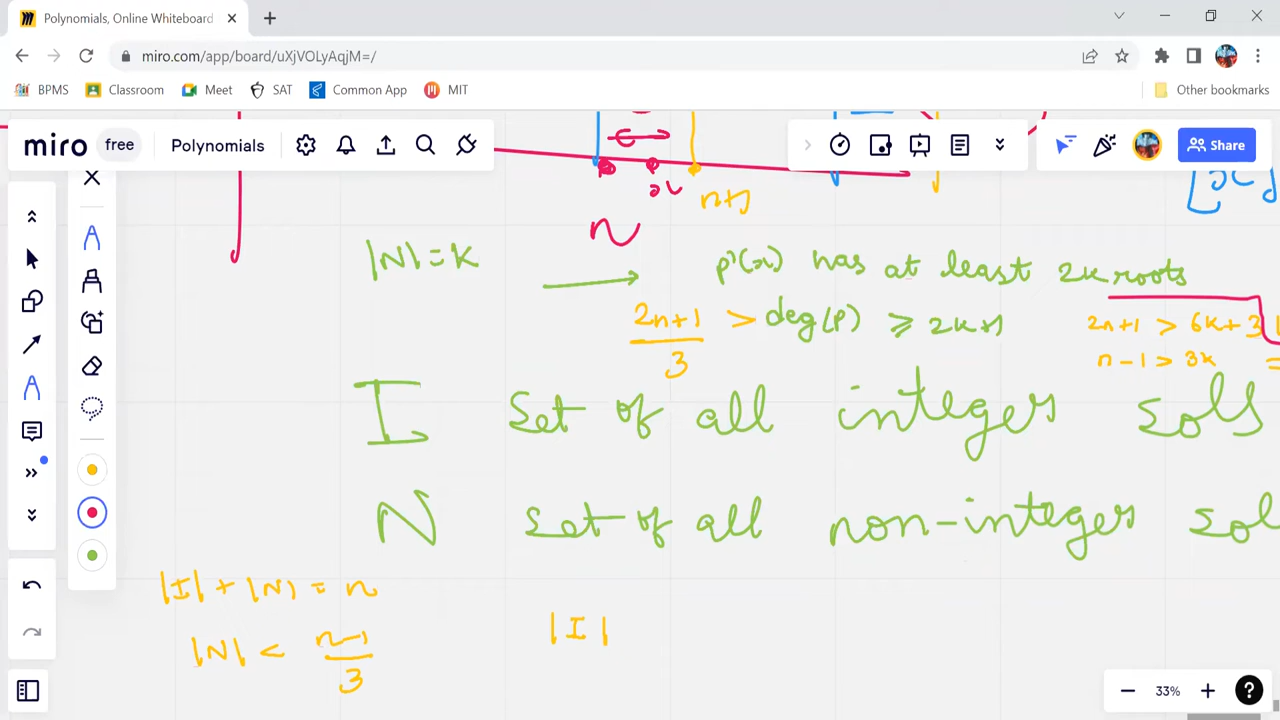 Polynomials, Online Whiteboard
miro.com/app/board/uXjVOLyAqjM=/
BPMS Classroom Meet SAT Common App MIT Other bookmarks
miro free Polynomials Share
x n+1
n
|N|=k
p'(x) has at least 2k roots
2n+1 > deg(p) ≥ 2k+1
3
2n+1 > 6k+3
n-1 > 3k
I set of all integers sols
N set of all non-integer sol
|I| + |N| = n
|N| < n-1
3
|I|
33%